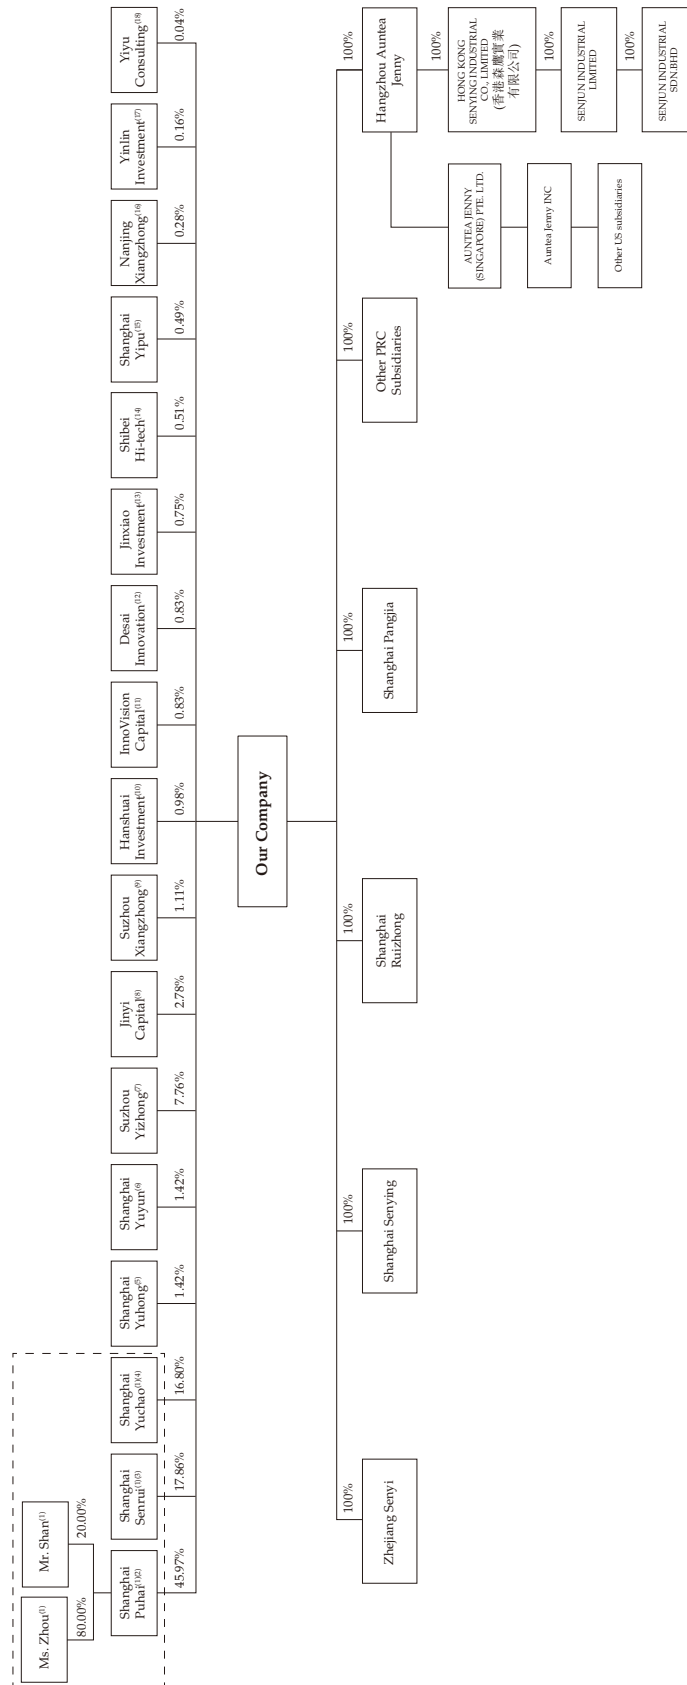 Ms. Zhou(1)
Mr. Shan(1)
80.00%
20.00%
Shanghai
Puhai(1)(2)
Shanghai
Senrui(1)(3)
Shanghai
Yuchao(1)(4)
Shanghai
Yuhong(5)
Shanghai
Yuyun(6)
Suzhou
Yizhong(7)
Jinyi
Capital(8)
Suzhou
Xiangzhong(9)
Hanshuai
Investment(10)
InnoVision
Capital(11)
Desai
Innovation(12)
Jinxiao
Investment(13)
Shibei
Hi-tech(14)
Shanghai
Yipu(15)
Nanjing
Xiangzhong(16)
Yinlin
Investment(17)
Yiyu
Consulting(18)
45.97%
17.86%
16.80%
1.42%
1.42%
7.76%
2.78%
1.11%
0.98%
0.83%
0.83%
0.75%
0.51%
0.49%
0.28%
0.16%
0.04%
Our Company
100%
100%
100%
100%
100%
100%
Zhejiang Senyi
Shanghai Senying
Shanghai
Ruizhong
Shanghai Pangjia
Other PRC
Subsidiaries
Hangzhou Auntea
Jenny
100%
AUNTEA JENNY
(SINGAPORE) PTE. LTD.
HONG KONG
SENYING INDUSTRIAL
CO., LIMITED
(香港森鷹實業
有限公司)
100%
Auntea Jenny INC
SENJUN INDUSTRIAL
LIMITED
100%
Other US subsidiaries
SENJUN INDUSTRIAL
SDN.BHD